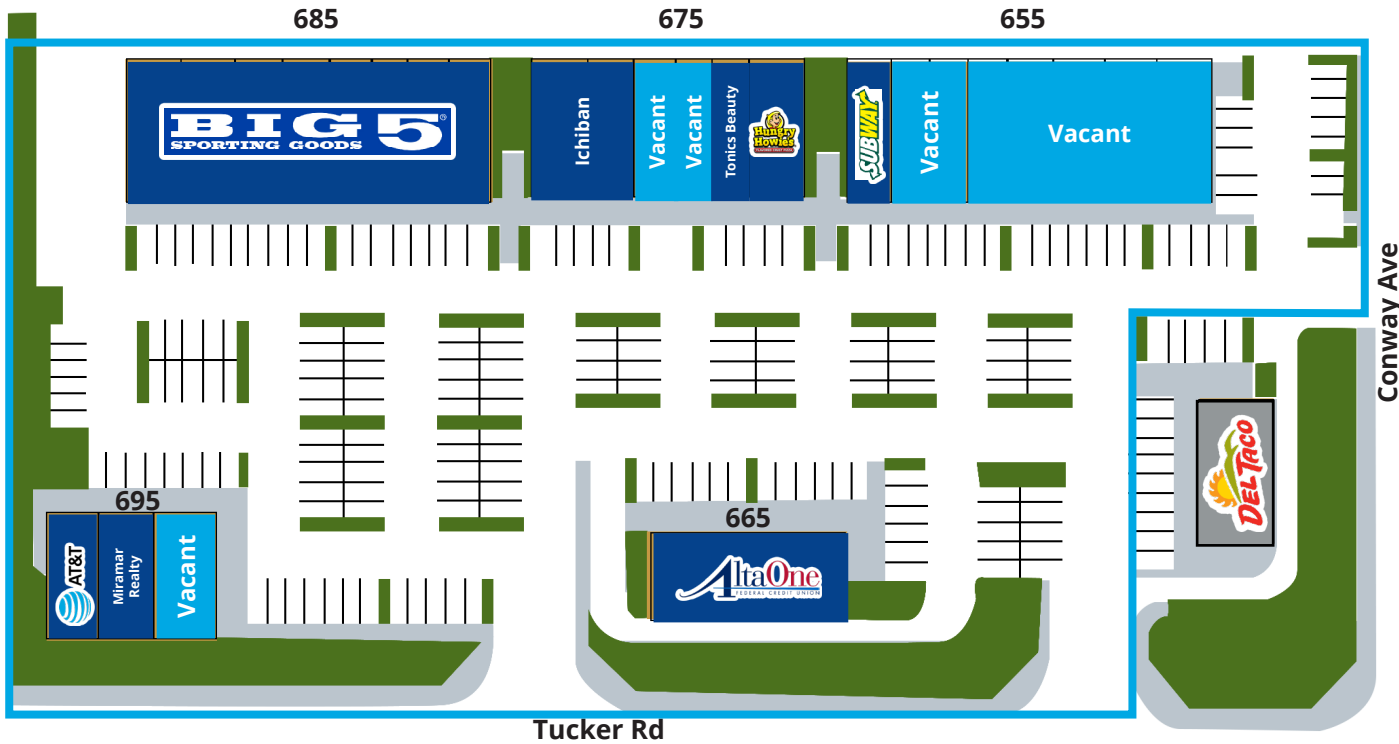 685
675
655
BIG 5
SPORTING GOODS
®
Ichiban
Vacant
Vacant
Tonics Beauty
Hungry
Howie's
SUBWAY
Vacant
Vacant
Conway Ave
DEL TACO
695
AT&T
Miramar
Realty
Vacant
665
AltaOne
FEDERAL CREDIT UNION
Tucker Rd